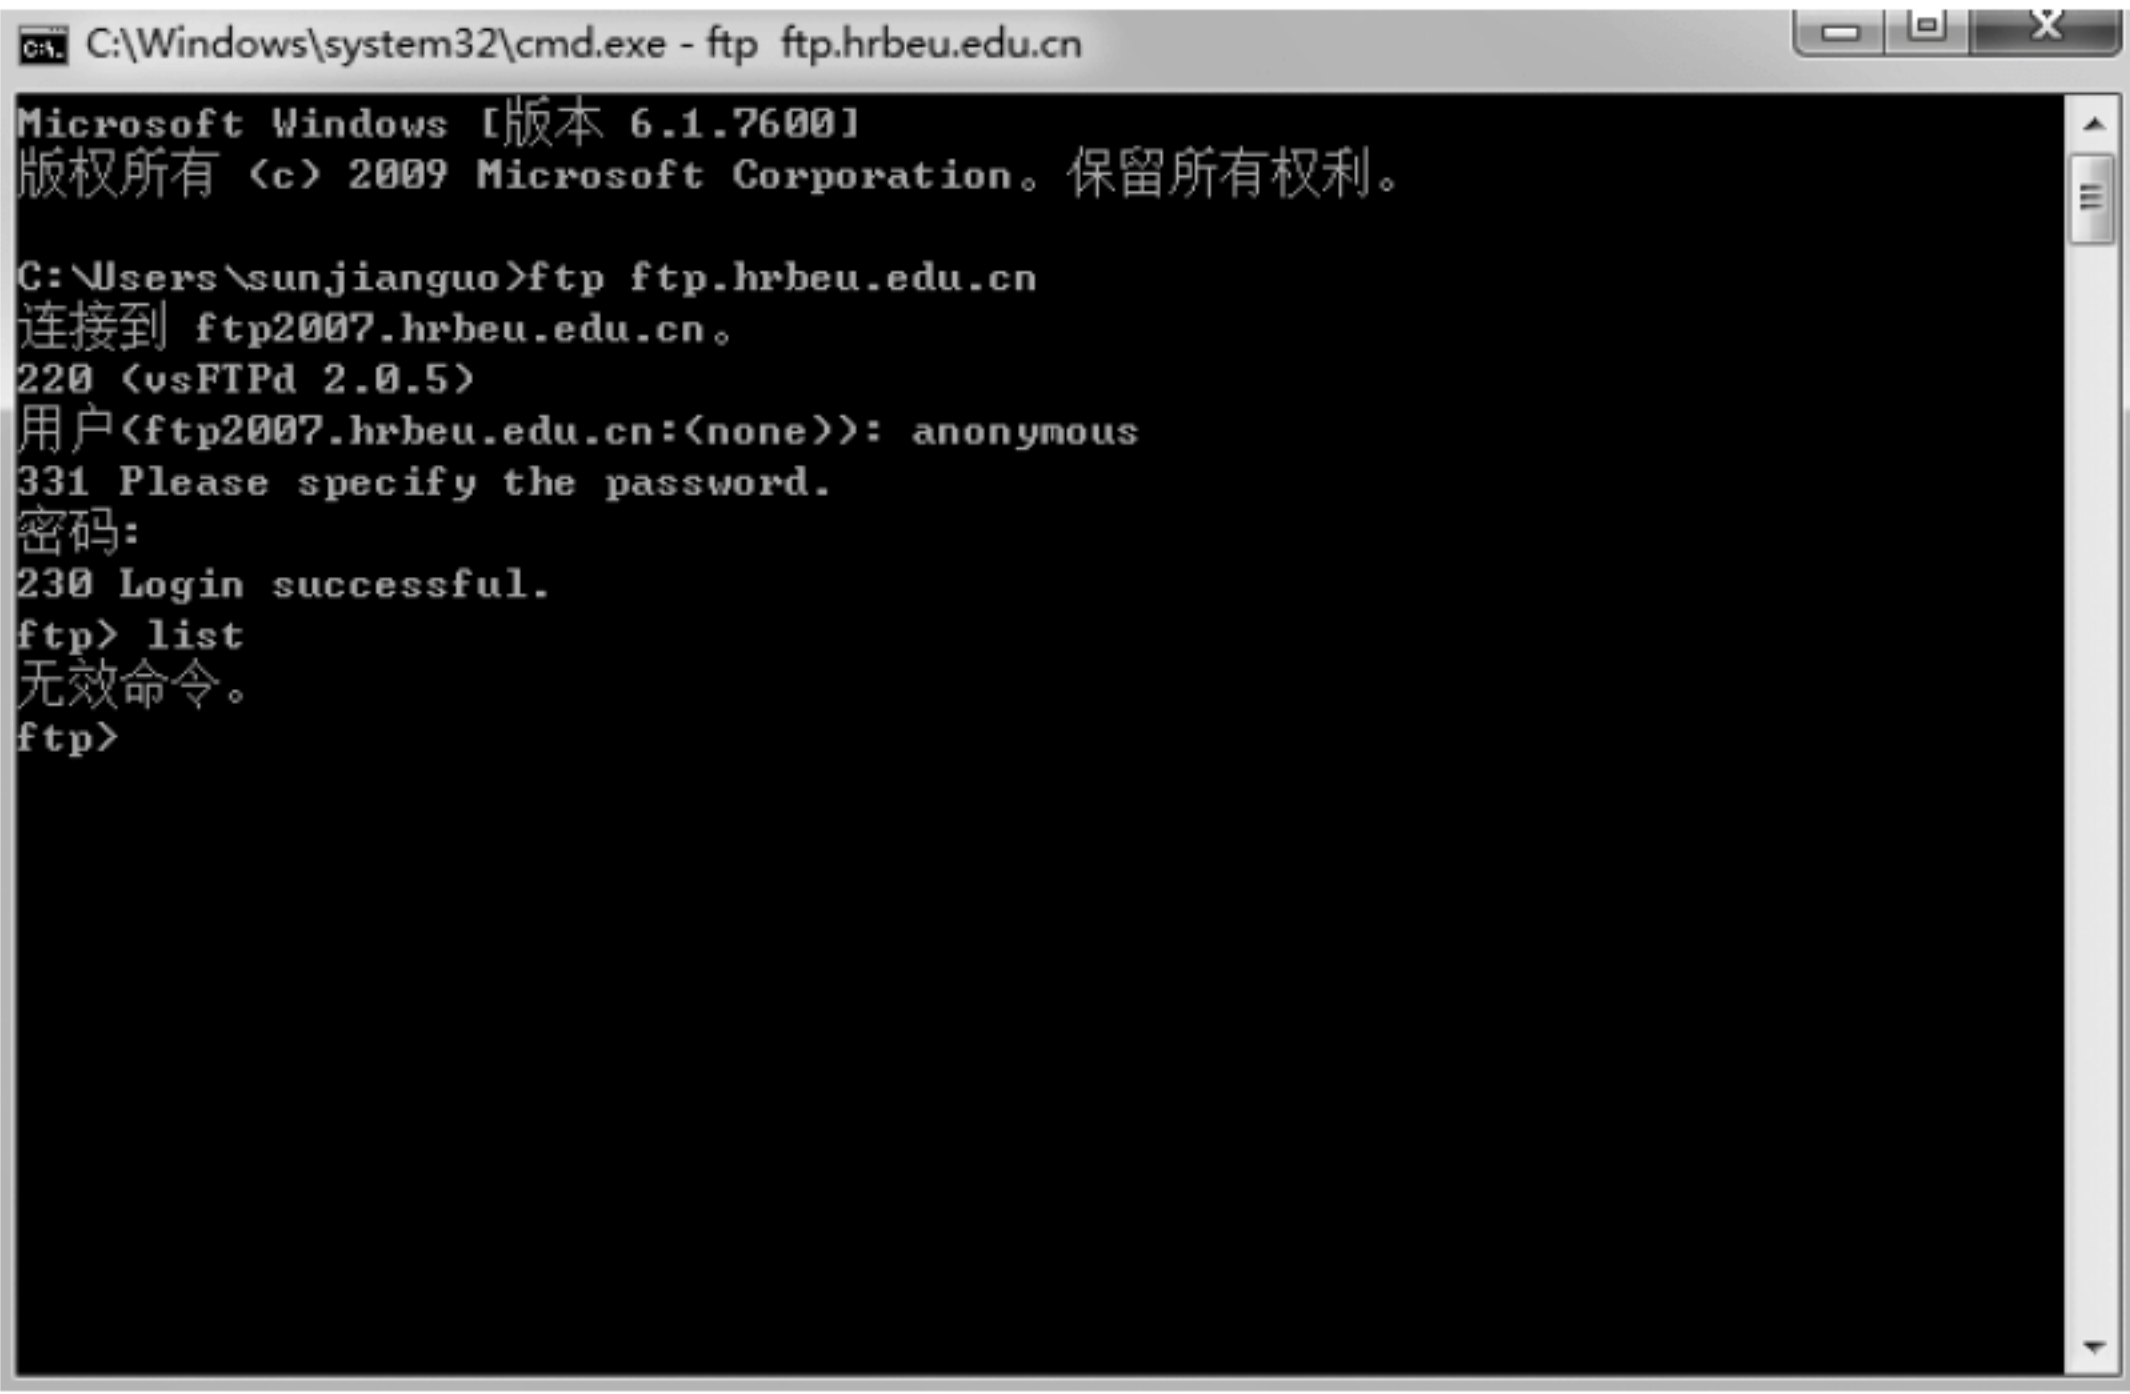 C:\Windows\system32\cmd.exe - ftp  ftp.hrbeu.edu.cn
Microsoft Windows [版本 6.1.7600]
版权所有 (c) 2009 Microsoft Corporation。保留所有权利。
C:\Users\sunjianguo>ftp ftp.hrbeu.edu.cn
连接到 ftp2007.hrbeu.edu.cn。
220 (vsFTPd 2.0.5)
用户(ftp2007.hrbeu.edu.cn:(none)): anonymous
331 Please specify the password.
密码:
230 Login successful.
ftp> list
无效命令。
ftp>